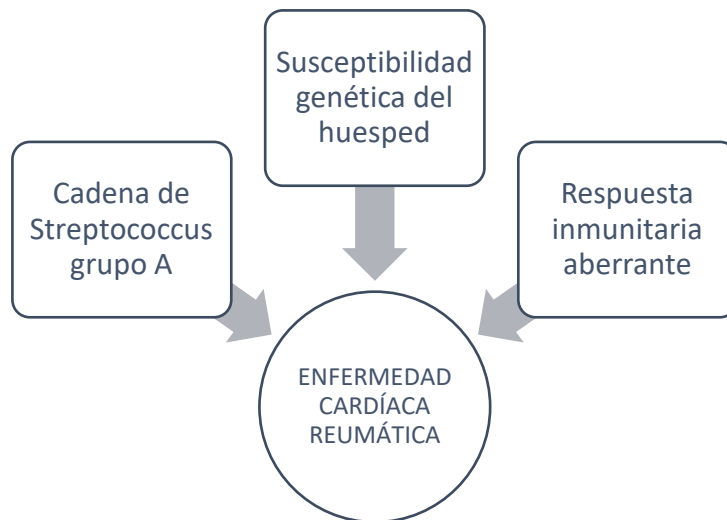 Susceptibilidad
genética del
huesped
Cadena de
Streptococcus
grupo A
Respuesta
inmunitaria
aberrante
ENFERMEDAD
CARDÍACA
REUMÁTICA